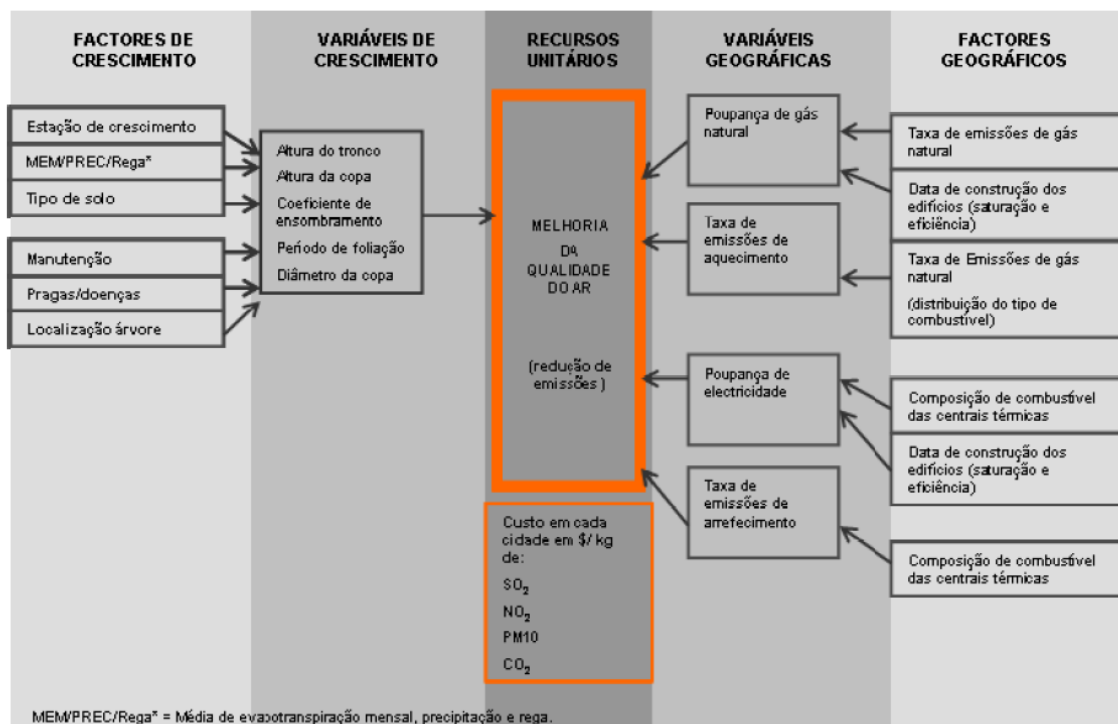 FACTORES DE
CRESCIMENTO
VARIÁVEIS DE
CRESCIMENTO
RECURSOS
UNITÁRIOS
VARIÁVEIS
GEOGRÁFICAS
FACTORES
GEOGRÁFICOS
Estação de crescimento
MEM/PREC/Rega*
Tipo de solo
Manutenção
Pragas/doenças
Localização árvore
Altura do tronco
Altura da copa
Coeficiente de
ensombramento
Período de foliação
Diâmetro da copa
MELHORIA
DA
QUALIDADE
DO AR
(redução de
emissões)
Custo em cada
cidade em $/ kg
de:
SO₂
NO₂
PM10
CO₂
Poupança de gás
natural
Taxa de
emissões de
aquecimento
Poupança de
electricidade
Taxa de
emissões de
arrefecimento
Taxa de emissões de gás
natural
Data de construção dos
edifícios (saturação e
eficiência)
Taxa de Emissões de gás
natural
(distribuição do tipo de
combustível)
Composição de combustível
das centrais térmicas
Data de construção dos
edifícios (saturação e
eficiência)
Composição de combustível
das centrais térmicas
MEM/PREC/Rega* = Média de evapotranspiração mensal, precipitação e rega.